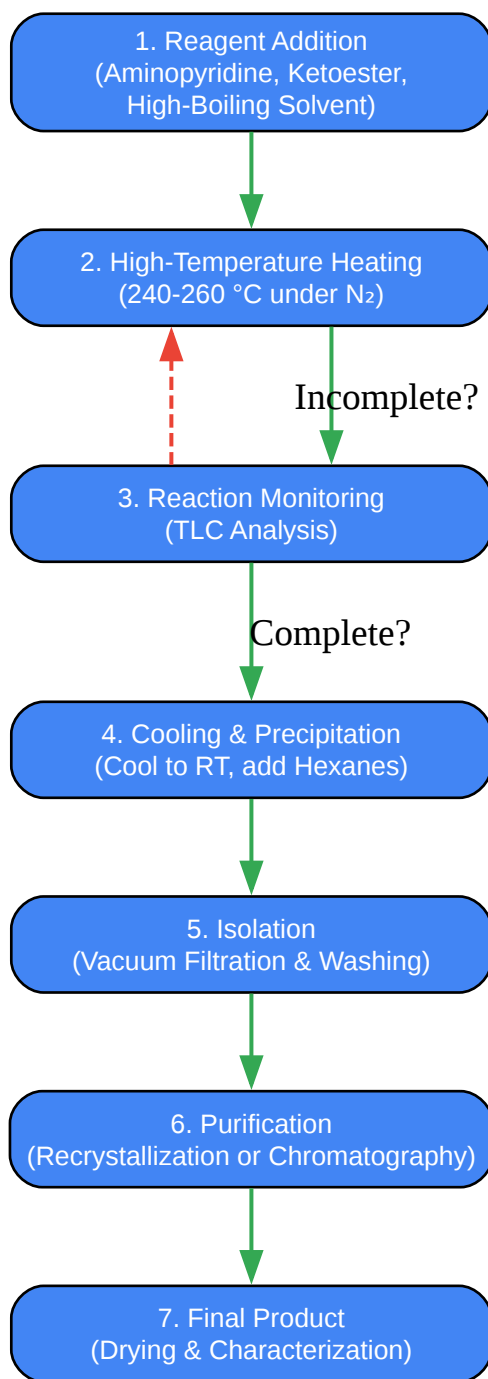 1. Reagent Addition
(Aminopyridine, Ketoester,
High-Boiling Solvent)
2. High-Temperature Heating
(240-260 °C under N₂)
Incomplete?
3. Reaction Monitoring
(TLC Analysis)
Complete?
4. Cooling & Precipitation
(Cool to RT, add Hexanes)
5. Isolation
(Vacuum Filtration & Washing)
6. Purification
(Recrystallization or Chromatography)
7. Final Product
(Drying & Characterization)